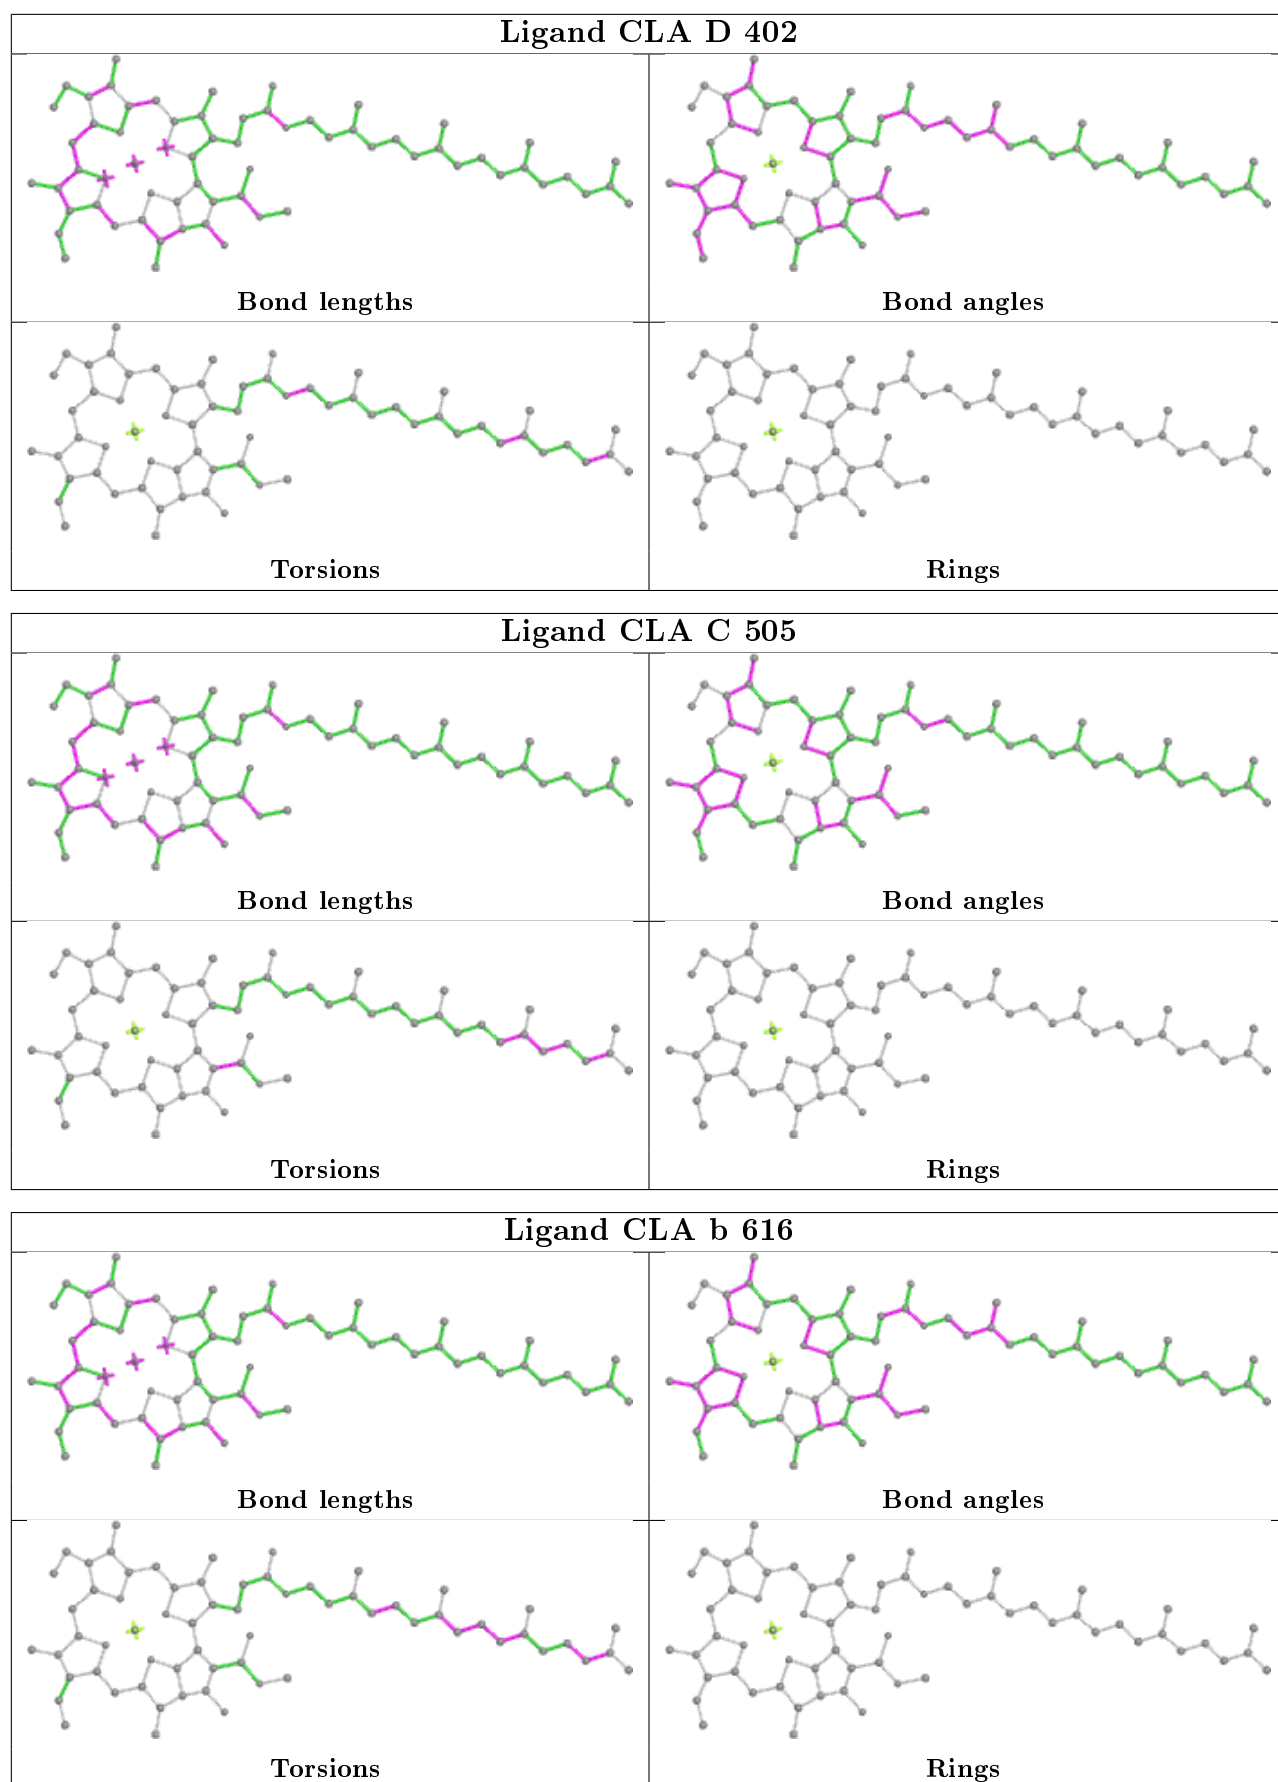 Ligand CLA D 402
Bond lengths
Bond angles
Torsions
Rings
Ligand CLA C 505
Bond lengths
Bond angles
Torsions
Rings
Ligand CLA b 616
Bond lengths
Bond angles
Torsions
Rings